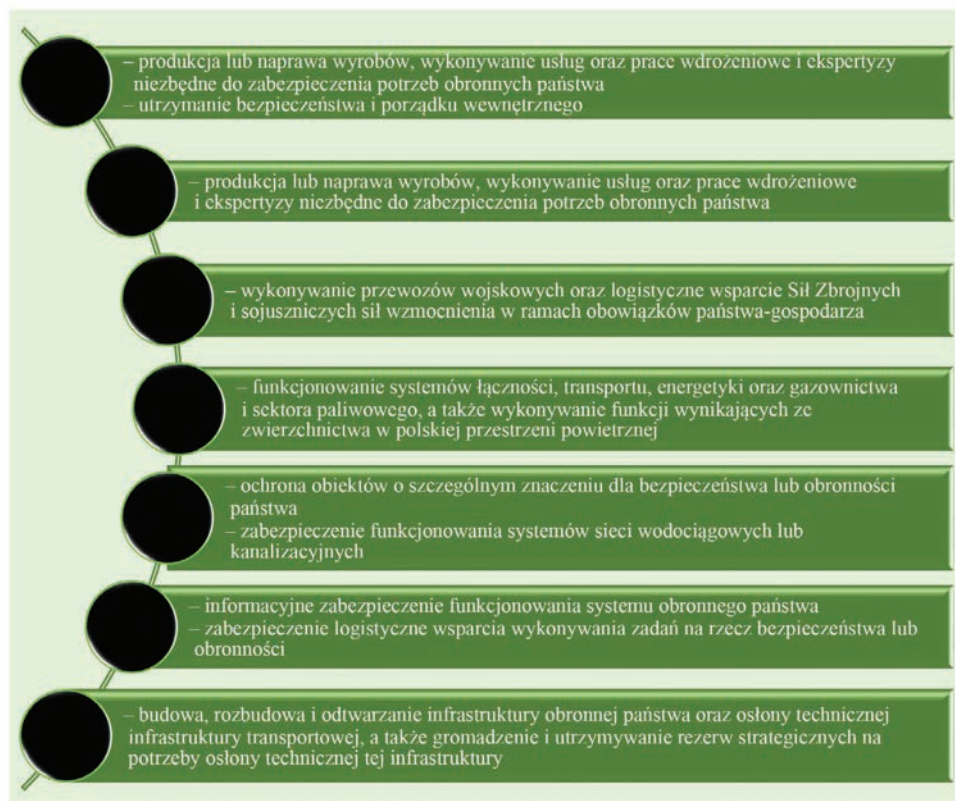 – produkcja lub naprawa wyrobów, wykonywanie usług oraz prace wdrożeniowe i ekspertyzy
niezbędne do zabezpieczenia potrzeb obronnych państwa
– utrzymanie bezpieczeństwa i porządku wewnętrznego
– produkcja lub naprawa wyrobów, wykonywanie usług oraz prace wdrożeniowe
i ekspertyzy niezbędne do zabezpieczenia potrzeb obronnych państwa
– wykonywanie przewozów wojskowych oraz logistyczne wsparcie Sił Zbrojnych
i sojuszniczych sił wzmocnienia w ramach obowiązków państwa-gospodarza
– funkcjonowanie systemów łączności, transportu, energetyki oraz gazownictwa
i sektora paliwowego, a także wykonywanie funkcji wynikających ze
zwierzchnictwa w polskiej przestrzeni powietrznej
– ochrona obiektów o szczególnym znaczeniu dla bezpieczeństwa lub obronności
państwa
– zabezpieczenie funkcjonowania systemów sieci wodociągowych lub
kanalizacyjnych
– informacyjne zabezpieczenie funkcjonowania systemu obronnego państwa
– zabezpieczenie logistyczne wsparcia wykonywania zadań na rzecz bezpieczeństwa lub
obronności
– budowa, rozbudowa i odtwarzanie infrastruktury obronnej państwa oraz osłony technicznej
infrastruktury transportowej, a także gromadzenie i utrzymywanie rezerw strategicznych na
potrzeby osłony technicznej tej infrastruktury